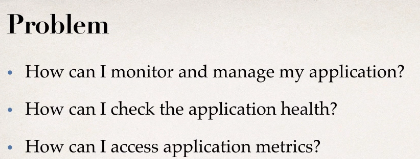 Problem
• How can I monitor and manage my application?
• How can I check the application health?
• How can I access application metrics?